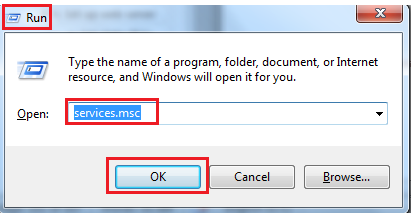 Run
Type the name of a program, folder, document, or Internet
resource, and Windows will open it for you.
Open: services.msc
OK Cancel Browse...